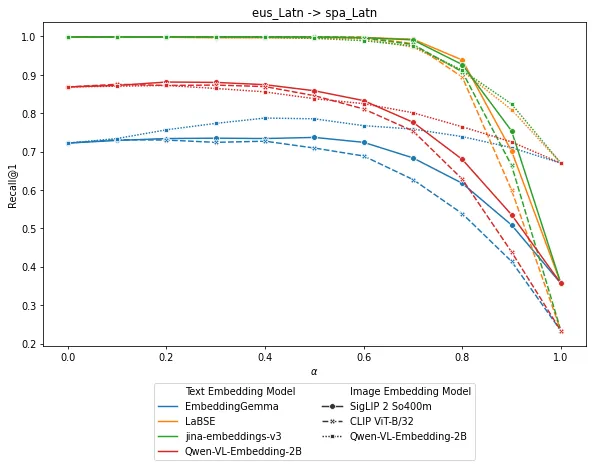 eus_Latn -> spa_Latn
Recall@1
1.0
0.9
0.8
0.7
0.6
0.5
0.4
0.3
0.2
0.0 0.2 0.4 0.6 0.8 1.0
α
Text Embedding Model Image Embedding Model
EmbeddingGemma SigLIP 2 So400m
LaBSE CLIP ViT-B/32
jina-embeddings-v3 Qwen-VL-Embedding-2B
Qwen-VL-Embedding-2B